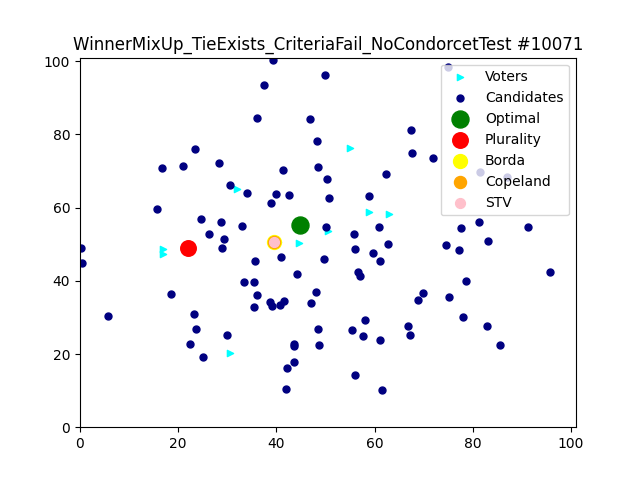 WinnerMixUp_TieExists_CriteriaFail_NoCondorcetTest #10071
100
80
60
40
20
0
0 20 40 60 80 100
Voters
Candidates
Optimal
Plurality
Borda
Copeland
STV